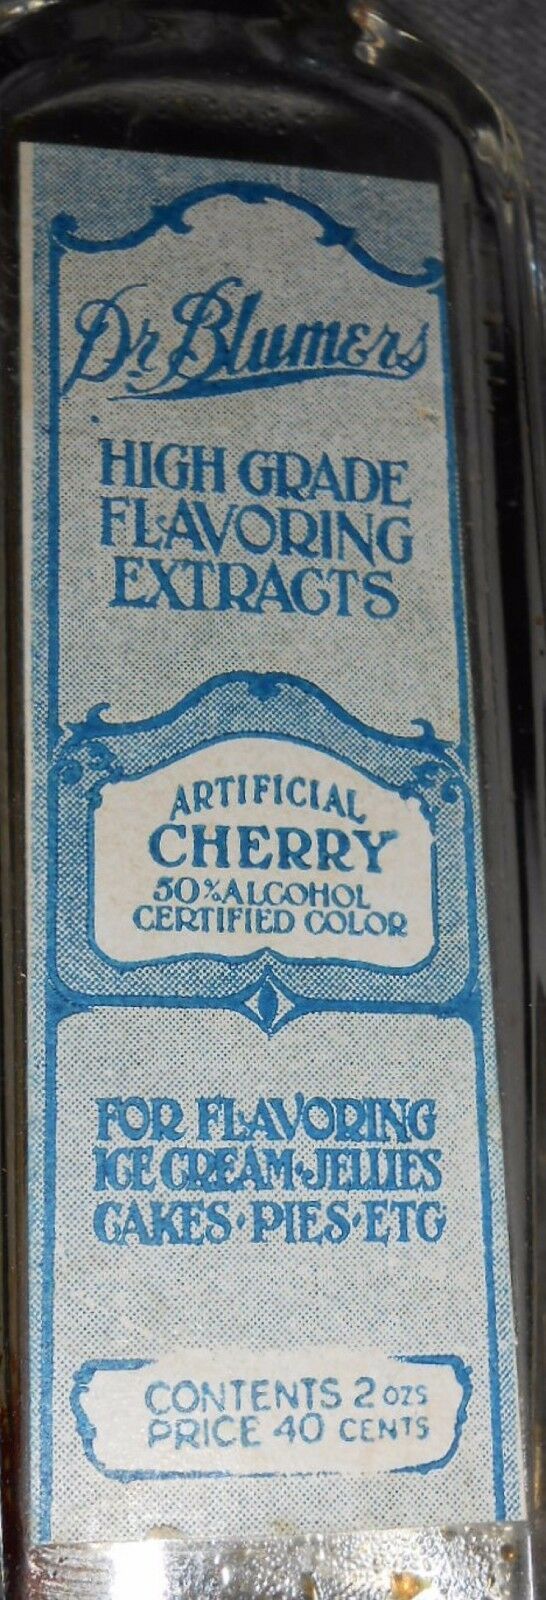 Dr Blumers
HIGH GRADE
FLAVORING
EXTRACTS
ARTIFICIAL
CHERRY
50% ALCOHOL
CERTIFIED COLOR
FOR FLAVORING
ICE CREAM · JELLIES
CAKES · PIES · ETC
CONTENTS 2 OZS
PRICE 40 CENTS